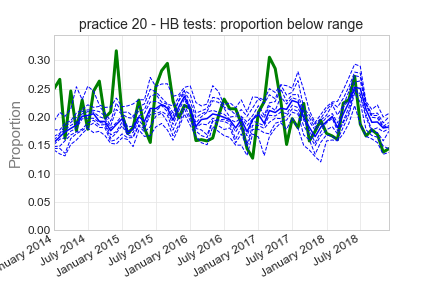 practice 20 - HB tests: proportion below range
Proportion
0.30
0.25
0.20
0.15
0.10
0.05
0.00
nuary 2014
July 2014
January 2015
July 2015
January 2016
July 2016
January 2017
July 2017
January 2018
July 2018